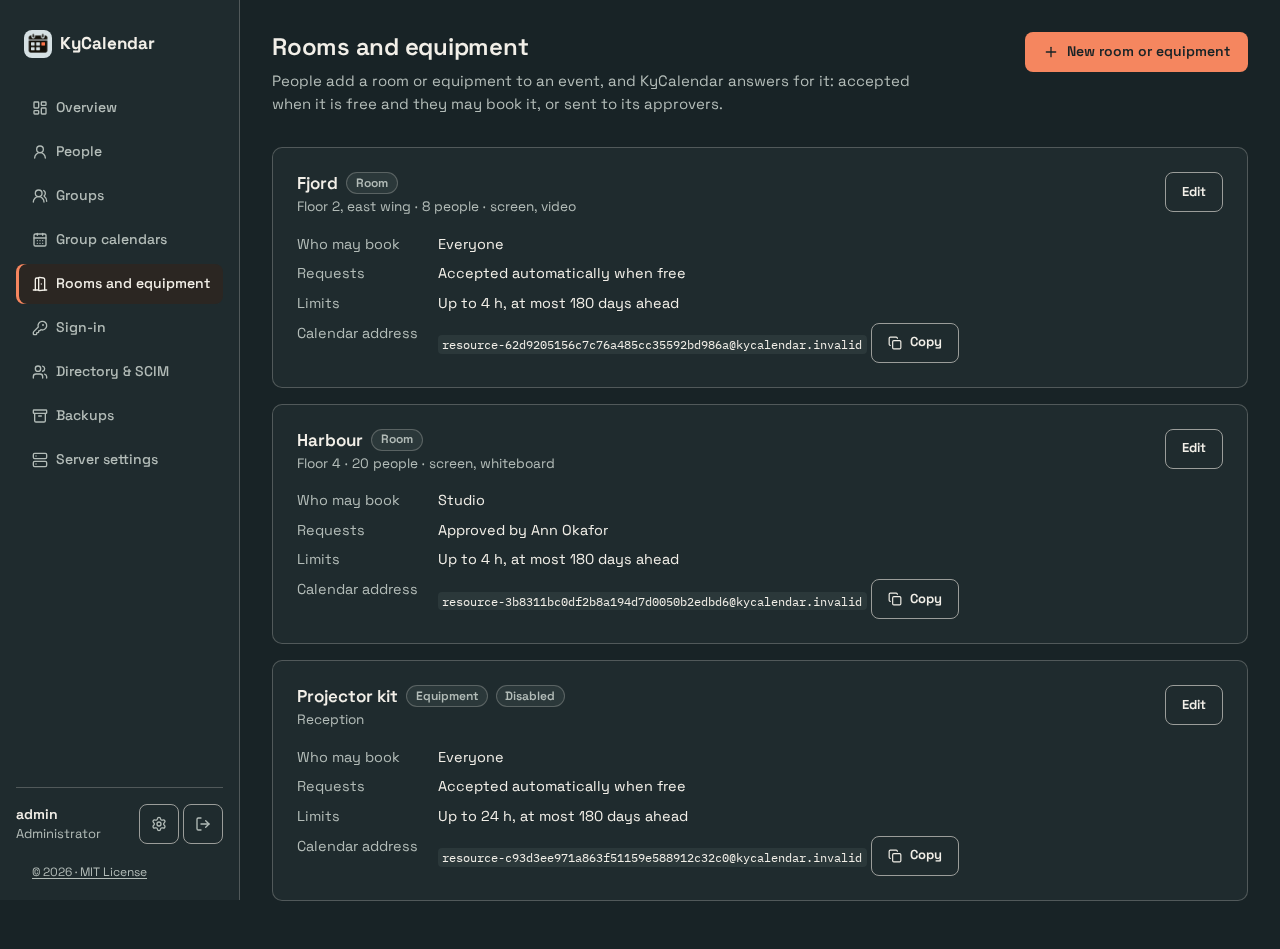 KyCalendar
Overview
People
Groups
Group calendars
Rooms and equipment
Sign-in
Directory & SCIM
Backups
Server settings
admin
Administrator
© 2026 · MIT License
Rooms and equipment
People add a room or equipment to an event, and KyCalendar answers for it: accepted
when it is free and they may book it, or sent to its approvers.
New room or equipment
Fjord Room
Floor 2, east wing · 8 people · screen, video
Edit
Who may book Everyone
Requests Accepted automatically when free
Limits Up to 4 h, at most 180 days ahead
Calendar address resource-62d9205156c7c76a485cc35592bd986a@kycalendar.invalid Copy
Harbour Room
Floor 4 · 20 people · screen, whiteboard
Edit
Who may book Studio
Requests Approved by Ann Okafor
Limits Up to 4 h, at most 180 days ahead
Calendar address resource-3b8311bc0df2b8a194d7d0050b2edbd6@kycalendar.invalid Copy
Projector kit Equipment Disabled
Reception
Edit
Who may book Everyone
Requests Accepted automatically when free
Limits Up to 24 h, at most 180 days ahead
Calendar address resource-c93d3ee971a863f51159e588912c32c0@kycalendar.invalid Copy